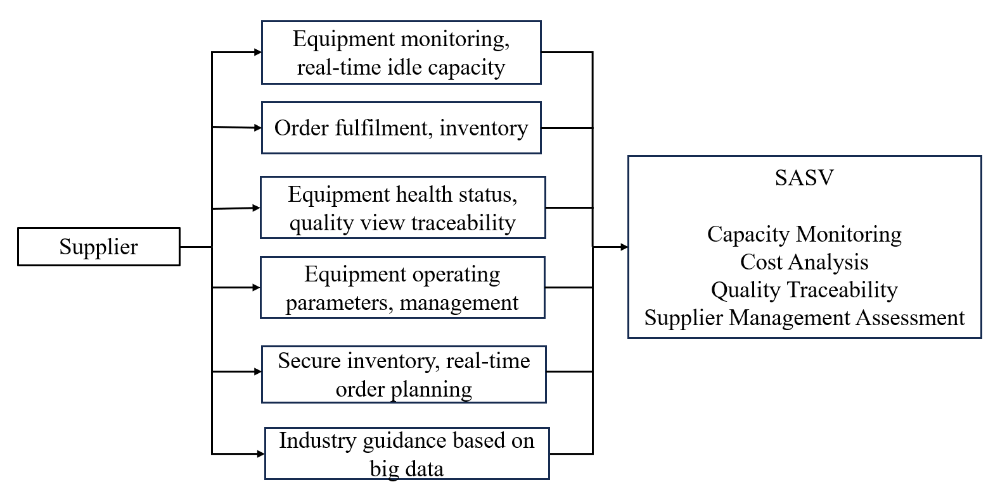 Equipment monitoring,
real-time idle capacity
Order fulfilment, inventory
Equipment health status,
quality view traceability
Supplier
Equipment operating
parameters, management
Secure inventory, real-time
order planning
Industry guidance based on
big data
SASV
Capacity Monitoring
Cost Analysis
Quality Traceability
Supplier Management Assessment